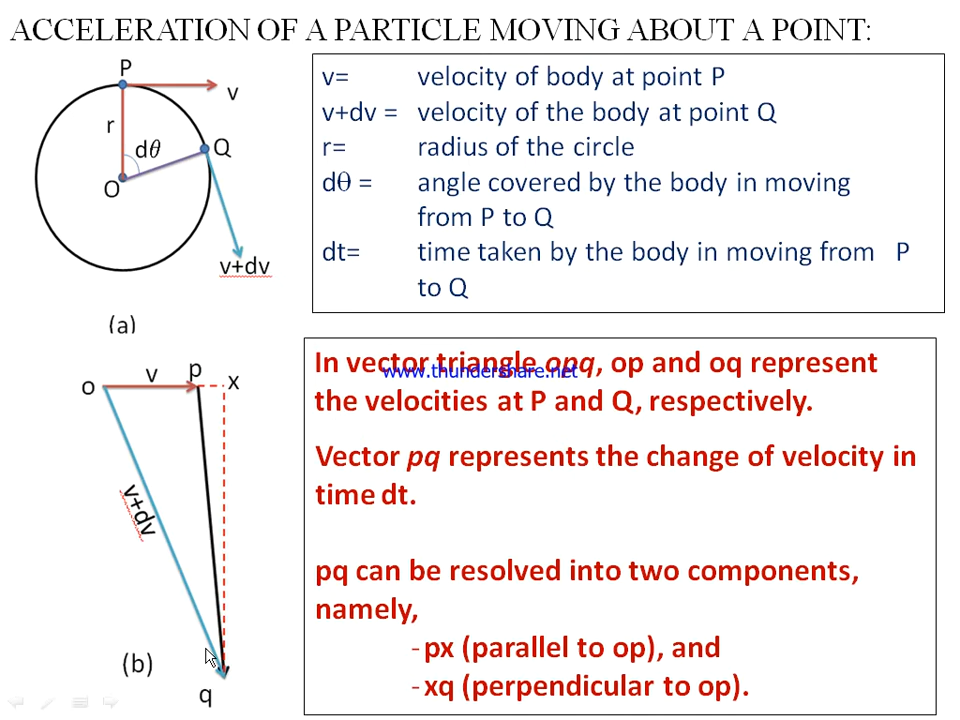 ACCELERATION OF A PARTICLE MOVING ABOUT A POINT:
P
v
r
dθ
Q
O
v+dv
(a)
v= velocity of body at point P
v+dv = velocity of the body at point Q
r= radius of the circle
dθ = angle covered by the body in moving
from P to Q
dt= time taken by the body in moving from P
to Q
o
v
p
x
v+dv
(b)
q
In vector triangle opq, op and oq represent
www.thundershare.net
the velocities at P and Q, respectively.
Vector pq represents the change of velocity in
time dt.
pq can be resolved into two components,
namely,
- px (parallel to op), and
- xq (perpendicular to op).